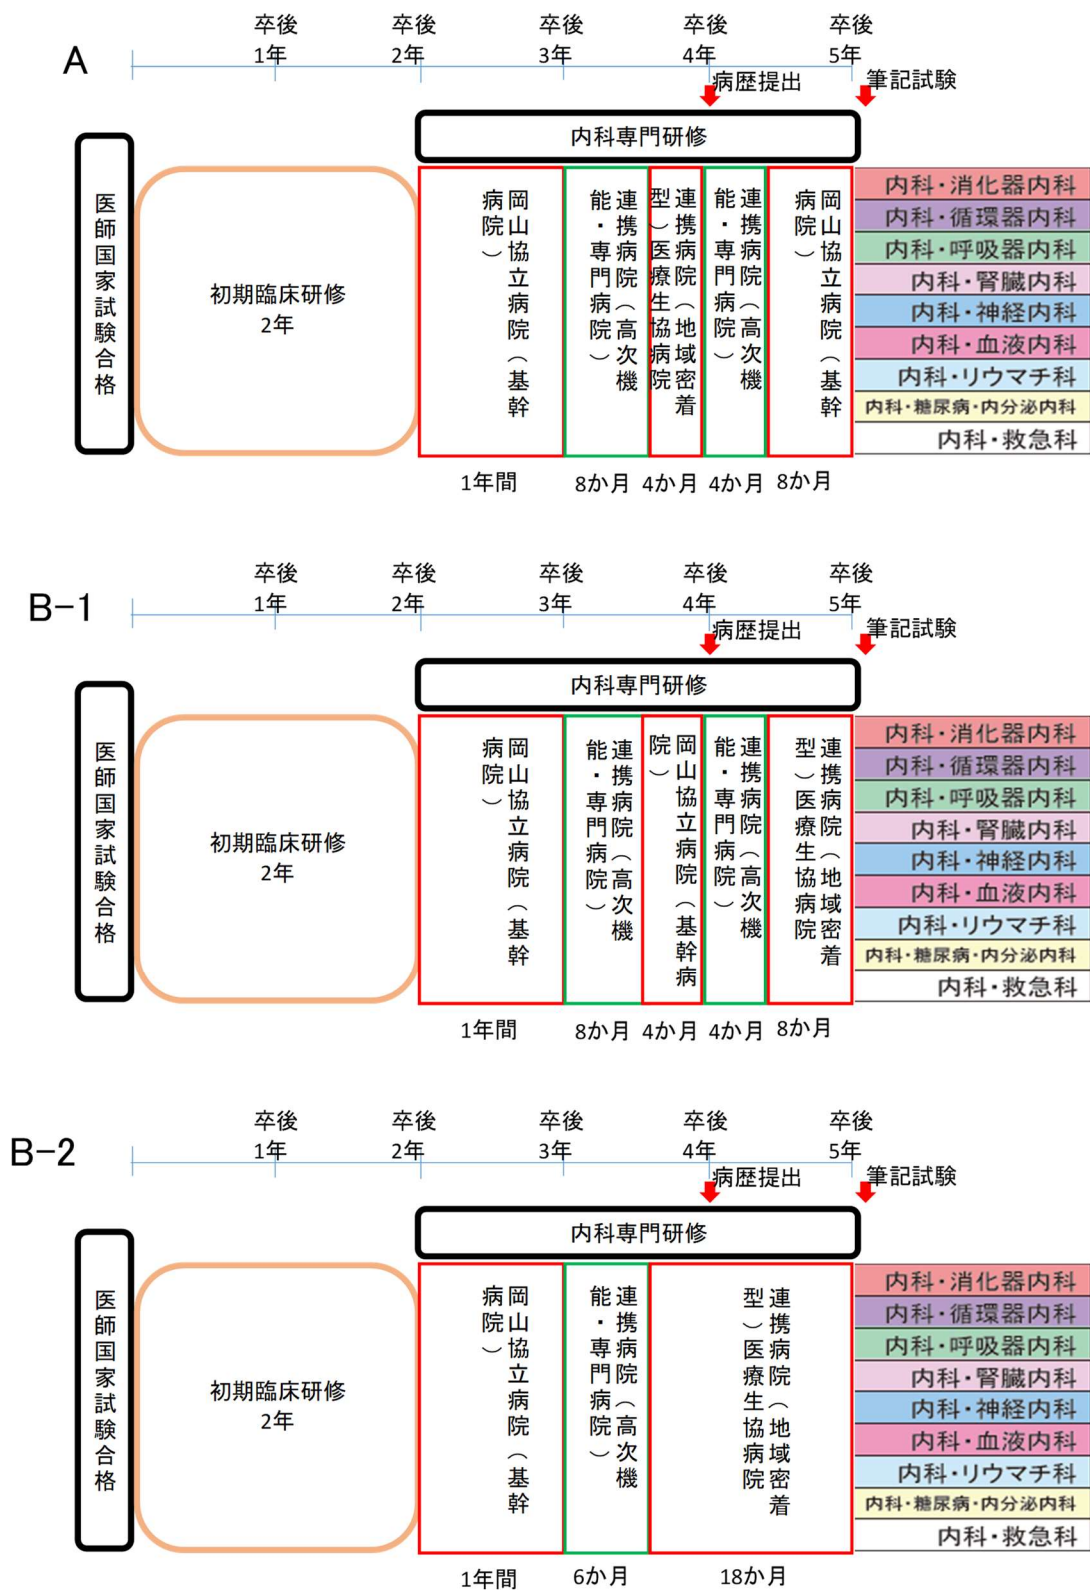 A
卒後
1年
卒後
2年
卒後
3年
卒後
4年
卒後
5年
病歴提出
筆記試験
内科専門研修
医師国家試験合格
初期臨床研修
2年
岡山協立病院（基幹
病院）
連携病院（高次機
能・専門病院）
連携病院（地域密着
型）医療生協病院
連携病院（高次機
能・専門病院）
岡山協立病院（基幹
病院）
1年間
8か月
4か月
4か月
8か月
内科・消化器内科
内科・循環器内科
内科・呼吸器内科
内科・腎臓内科
内科・神経内科
内科・血液内科
内科・リウマチ科
内科・糖尿病・内分泌内科
内科・救急科
B-1
卒後
1年
卒後
2年
卒後
3年
卒後
4年
卒後
5年
病歴提出
筆記試験
内科専門研修
医師国家試験合格
初期臨床研修
2年
岡山協立病院（基幹
病院）
連携病院（高次機
能・専門病院）
岡山協立病院（基幹病
院）
連携病院（高次機
能・専門病院）
連携病院（地域密着
型）医療生協病院
1年間
8か月
4か月
4か月
8か月
内科・消化器内科
内科・循環器内科
内科・呼吸器内科
内科・腎臓内科
内科・神経内科
内科・血液内科
内科・リウマチ科
内科・糖尿病・内分泌内科
内科・救急科
B-2
卒後
1年
卒後
2年
卒後
3年
卒後
4年
卒後
5年
病歴提出
筆記試験
内科専門研修
医師国家試験合格
初期臨床研修
2年
岡山協立病院（基幹
病院）
連携病院（高次機
能・専門病院）
連携病院（地域密着
型）医療生協病院
1年間
6か月
18か月
内科・消化器内科
内科・循環器内科
内科・呼吸器内科
内科・腎臓内科
内科・神経内科
内科・血液内科
内科・リウマチ科
内科・糖尿病・内分泌内科
内科・救急科